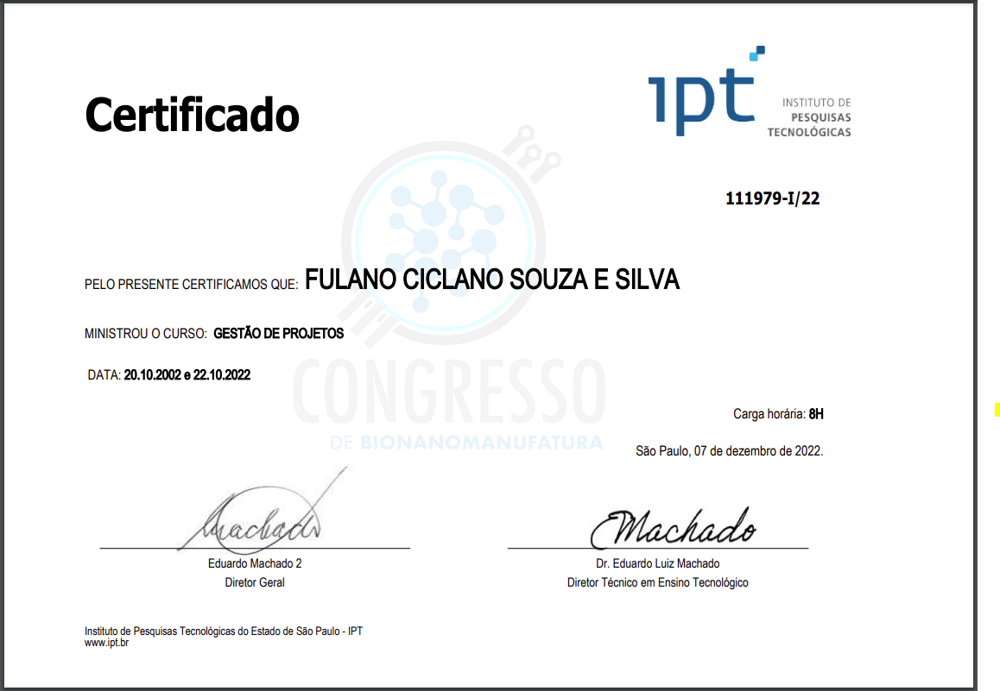 Certificado
ipt
INSTITUTO DE
PESQUISAS
TECNOLÓGICAS
111979-I/22
PELO PRESENTE CERTIFICAMOS QUE: FULANO CICLANO SOUZA E SILVA
MINISTROU O CURSO: GESTÃO DE PROJETOS
DATA: 20.10.2002 e 22.10.2022
CONGRESSO
DE BIONANOMANUFATURA
Carga horária: 8H
São Paulo, 07 de dezembro de 2022.
Machado
Machado
Eduardo Machado 2
Diretor Geral
Dr. Eduardo Luiz Machado
Diretor Técnico em Ensino Tecnológico
Instituto de Pesquisas Tecnológicas do Estado de São Paulo - IPT
www.ipt.br